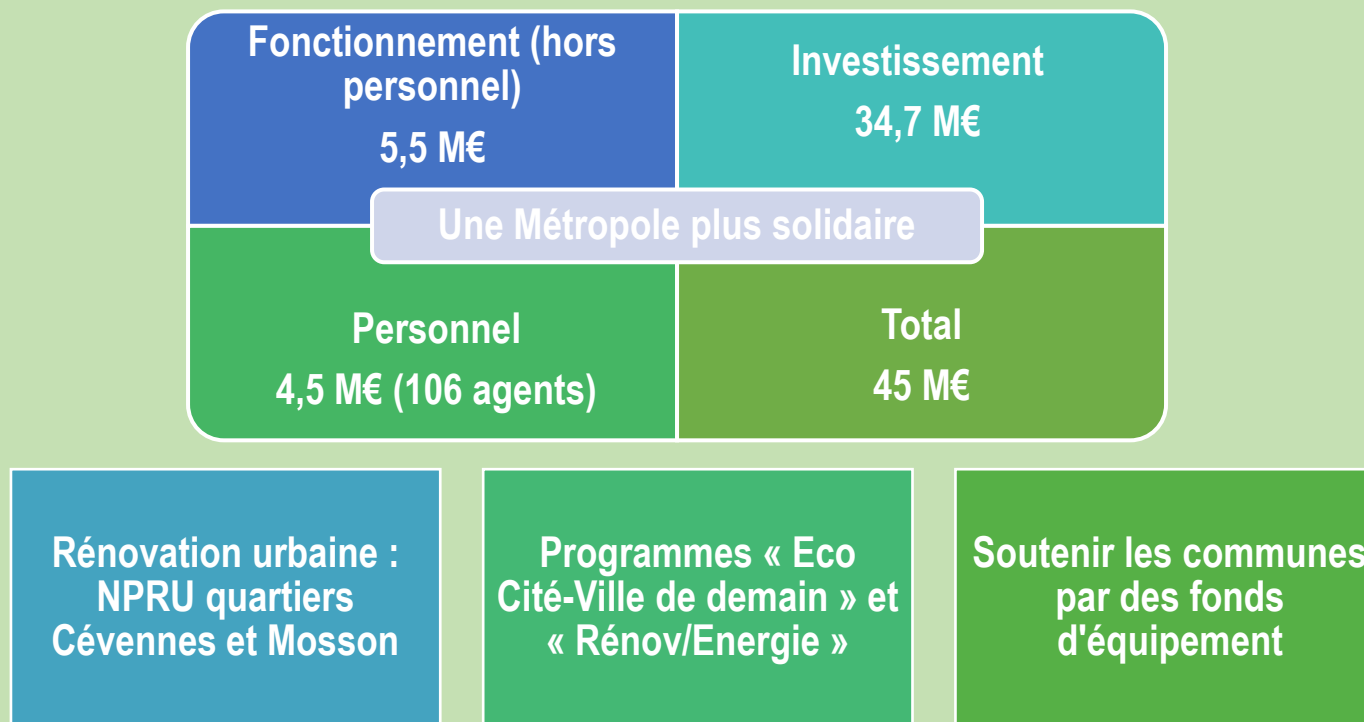 Fonctionnement (hors
personnel)
5,5 M€
Investissement
34,7 M€
Une Métropole plus solidaire
Personnel
4,5 M€ (106 agents)
Total
45 M€
Rénovation urbaine :
NPRU quartiers
Cévennes et Mosson
Programmes « Eco
Cité-Ville de demain » et
« Rénov/Energie »
Soutenir les communes
par des fonds
d'équipement